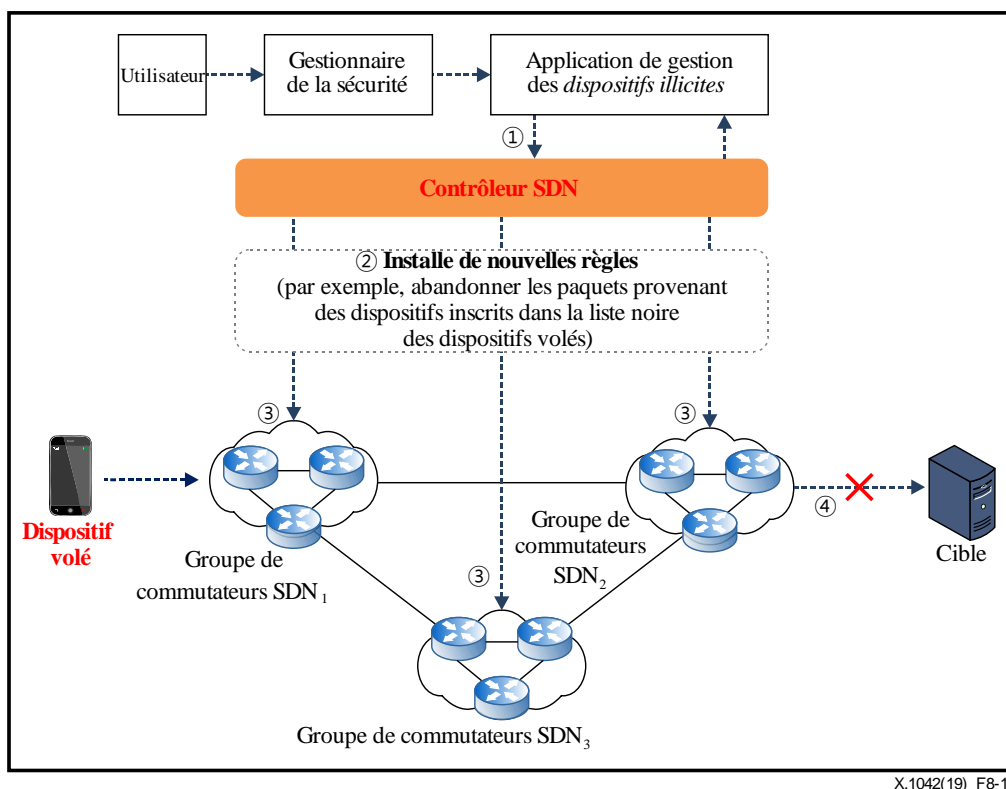 Utilisateur
Gestionnaire
de la sécurité
Application de gestion
des dispositifs illicites
①
Contrôleur SDN
② Installe de nouvelles règles
(par exemple, abandonner les paquets provenant
des dispositifs inscrits dans la liste noire
des dispositifs volés)
③
③
Dispositif
volé
Groupe de
commutateurs SDN1
③
Groupe de
commutateurs
SDN2
④
Cible
Groupe de commutateurs SDN3
X.1042(19)_F8-1